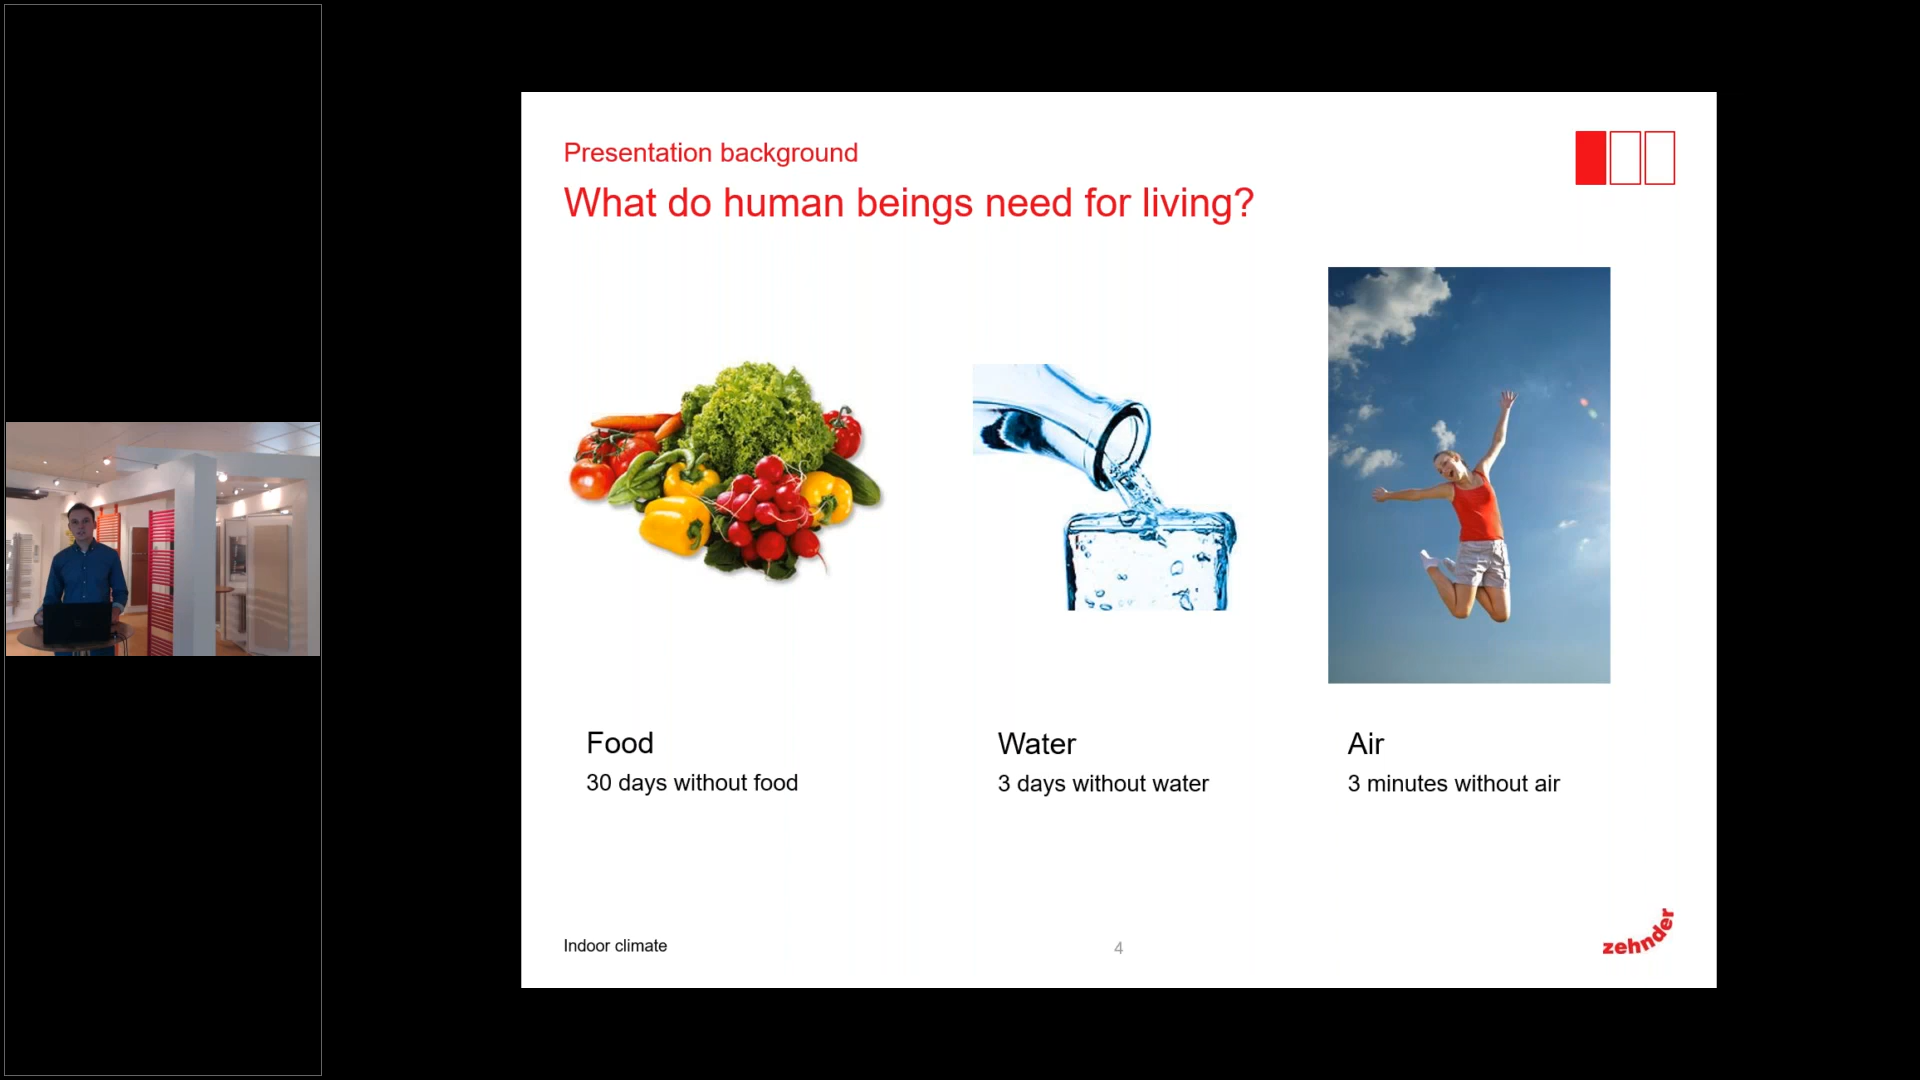 Presentation background
What do human beings need for living?
Food
30 days without food
Water
3 days without water
Air
3 minutes without air
Indoor climate
4
zehnder